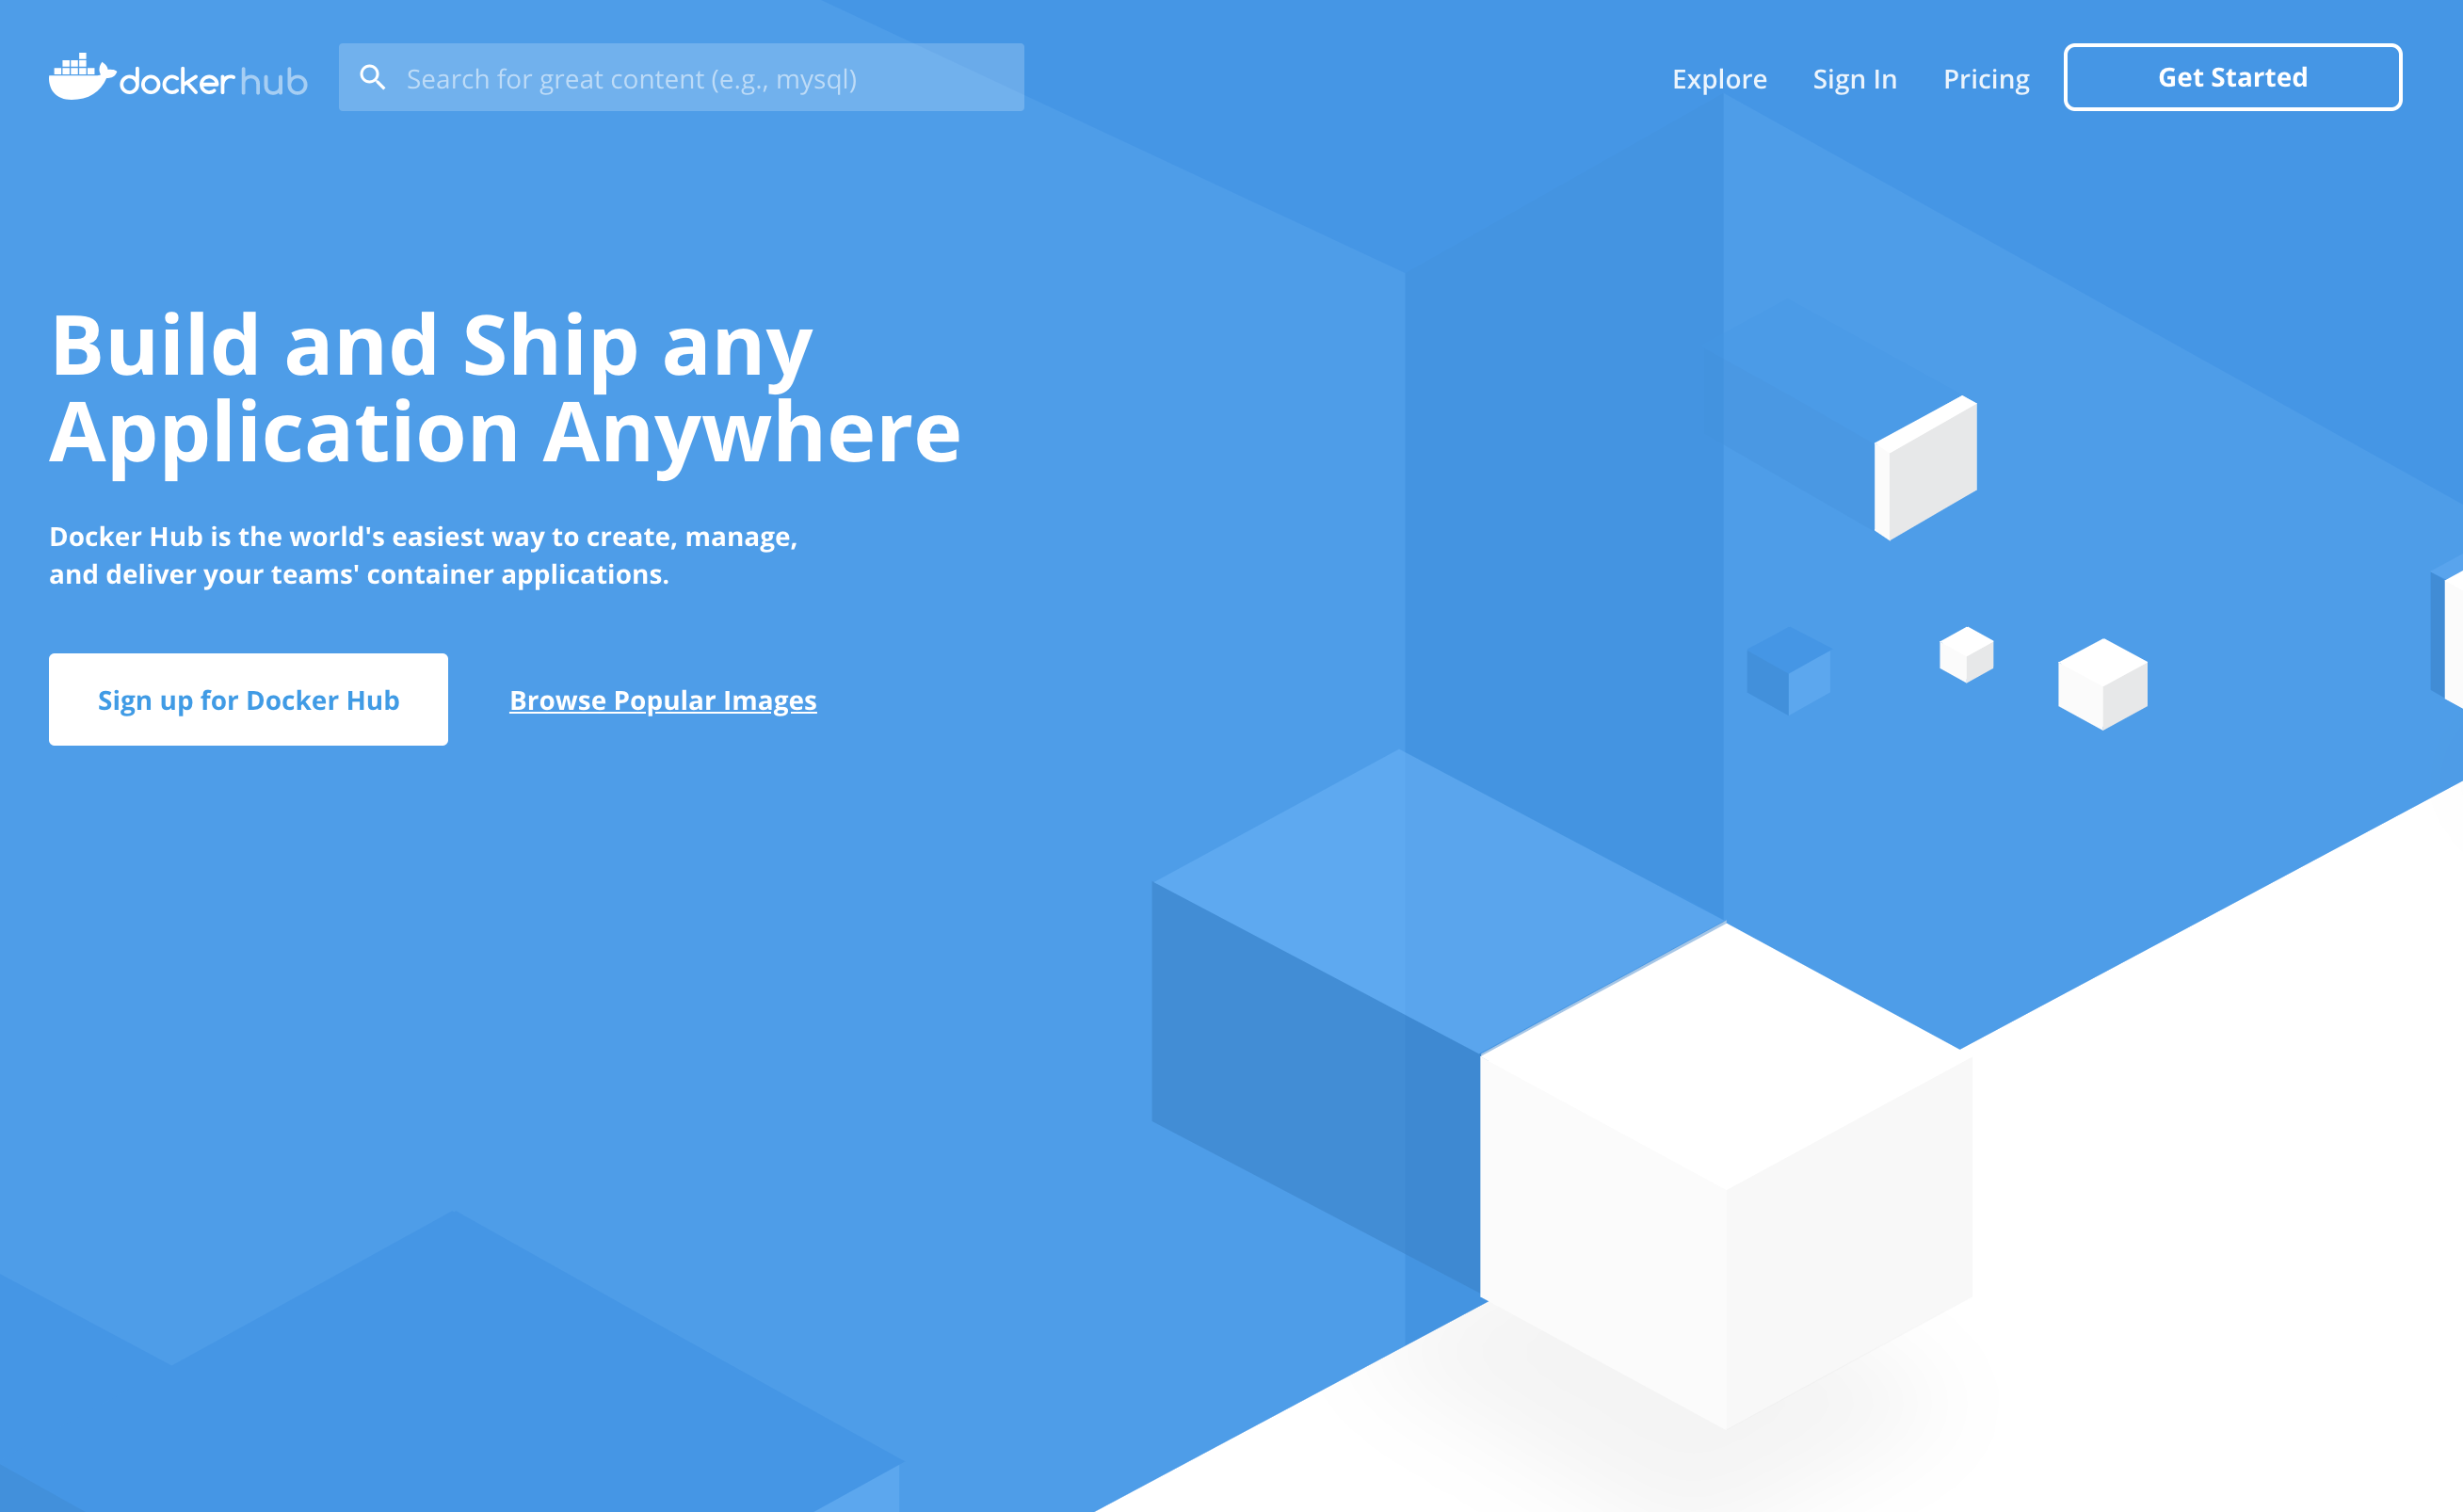 docker hub
Search for great content (e.g., mysql)
Explore
Sign In
Pricing
Get Started
Build and Ship any
Application Anywhere
Docker Hub is the world's easiest way to create, manage,
and deliver your teams' container applications.
Sign up for Docker Hub
Browse Popular Images